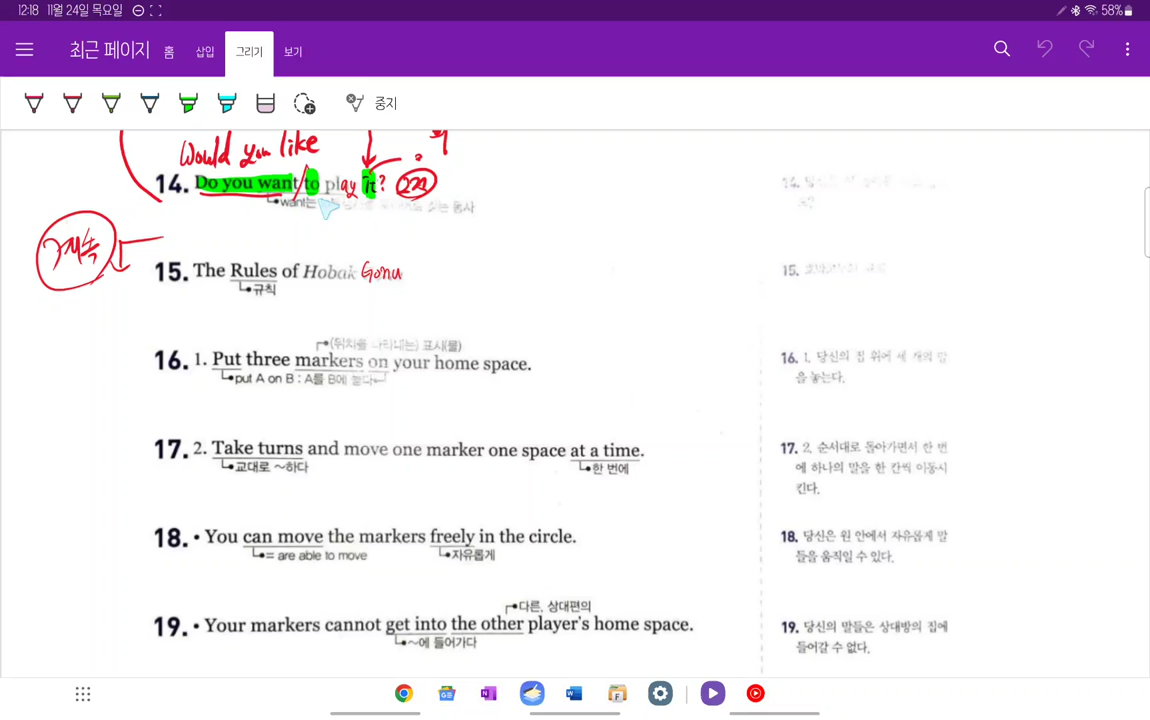 12:18 11월 24일 목요일
58%
최근 페이지 홈 삽입 그리기 보기
중지
Would you like
14. Do you want to play it?
want는
15. The Rules of Hobak Gonu
규칙
(위치를 나타내는) 표시(물)
16. 1. Put three markers on your home space.
put A on B : A를 B에 놓다
16. 1. 당신의 집 위에 세 개의 말
을 놓는다.
17. 2. Take turns and move one marker one space at a time.
교대로 ~하다
한 번에
17. 2. 순서대로 돌아가면서 한 번
에 하나의 말을 한 칸씩 이동시
킨다.
18. • You can move the markers freely in the circle.
= are able to move
자유롭게
18. 당신은 원 안에서 자유롭게 말
들을 움직일 수 있다.
다른, 상대편의
19. • Your markers cannot get into the other player's home space.
~에 들어가다
19. 당신의 말들은 상대방의 집에
들어갈 수 없다.